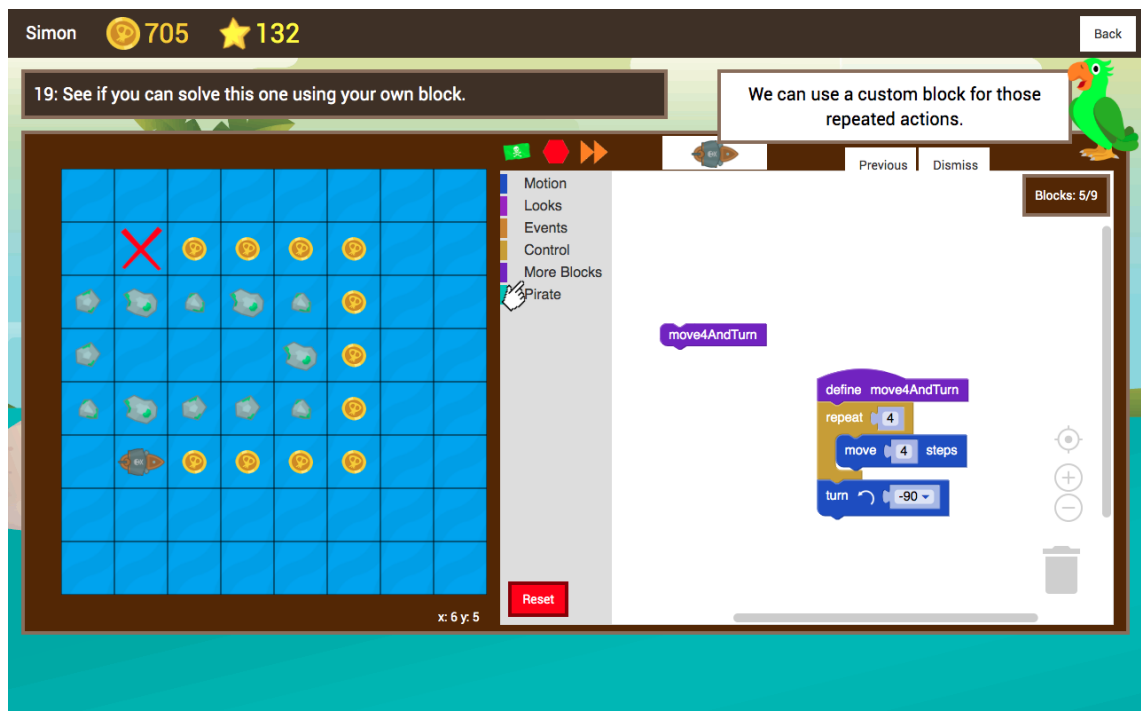 Simon 705 132 Back
19: See if you can solve this one using your own block.
We can use a custom block for those
repeated actions.
Previous Dismiss
Motion
Looks
Events
Control
More Blocks
Pirate
Blocks: 5/9
move4AndTurn
define move4AndTurn
repeat 4
move 4 steps
turn -90
Reset
x: 6 y: 5